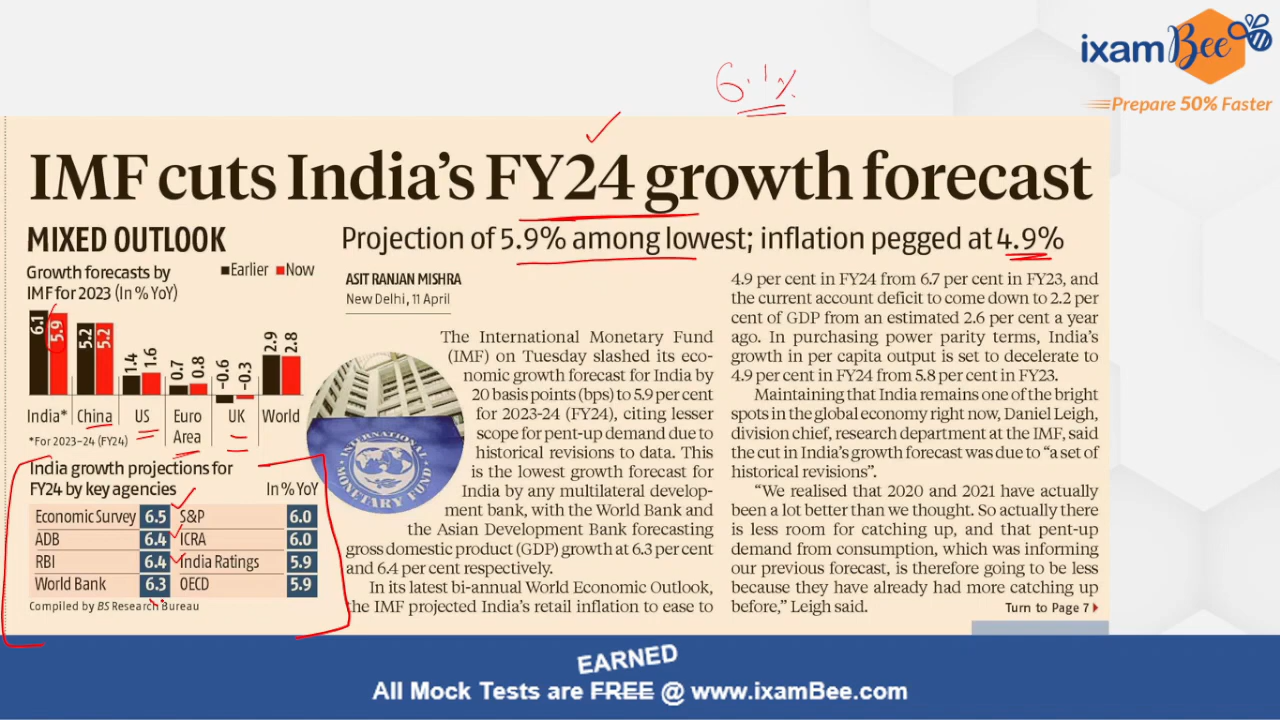 ixamBee
Prepare 50% Faster
6.1%
IMF cuts India's FY24 growth forecast
MIXED OUTLOOK
Growth forecasts by
IMF for 2023 (In % YoY)
Earlier Now
6.1 5.9 5.2 5.2 1.4 1.6 0.7 0.8 -0.6 -0.3 2.9 2.8
India* China US Euro Area UK World
*For 2023-24 (FY24)
India growth projections for
FY24 by key agencies In % YoY
Economic Survey 6.5 S&P 6.0
ADB 6.4 ICRA 6.0
RBI 6.4 India Ratings 5.9
World Bank 6.3 OECD 5.9
Compiled by BS Research Bureau
Projection of 5.9% among lowest; inflation pegged at 4.9%
ASIT RANJAN MISHRA
New Delhi, 11 April
The International Monetary Fund
(IMF) on Tuesday slashed its eco-
nomic growth forecast for India by
20 basis points (bps) to 5.9 per cent
for 2023-24 (FY24), citing lesser
scope for pent-up demand due to
historical revisions to data. This
is the lowest growth forecast for
India by any multilateral develop-
ment bank, with the World Bank and
the Asian Development Bank forecasting
gross domestic product (GDP) growth at 6.3 per cent
and 6.4 per cent respectively.
In its latest bi-annual World Economic Outlook,
the IMF projected India's retail inflation to ease to
4.9 per cent in FY24 from 6.7 per cent in FY23, and
the current account deficit to come down to 2.2 per
cent of GDP from an estimated 2.6 per cent a year
ago. In purchasing power parity terms, India's
growth in per capita output is set to decelerate to
4.9 per cent in FY24 from 5.8 per cent in FY23.
Maintaining that India remains one of the bright
spots in the global economy right now, Daniel Leigh,
division chief, research department at the IMF, said
the cut in India's growth forecast was due to "a set of
historical revisions".
"We realised that 2020 and 2021 have actually
been a lot better than we thought. So actually there
is less room for catching up, and that pent-up
demand from consumption, which was informing
our previous forecast, is therefore going to be less
because they have already had more catching up
before," Leigh said.
Turn to Page 7
INTERNATIONAL MONETARY FUND
EARNED
All Mock Tests are FREE @ www.ixamBee.com